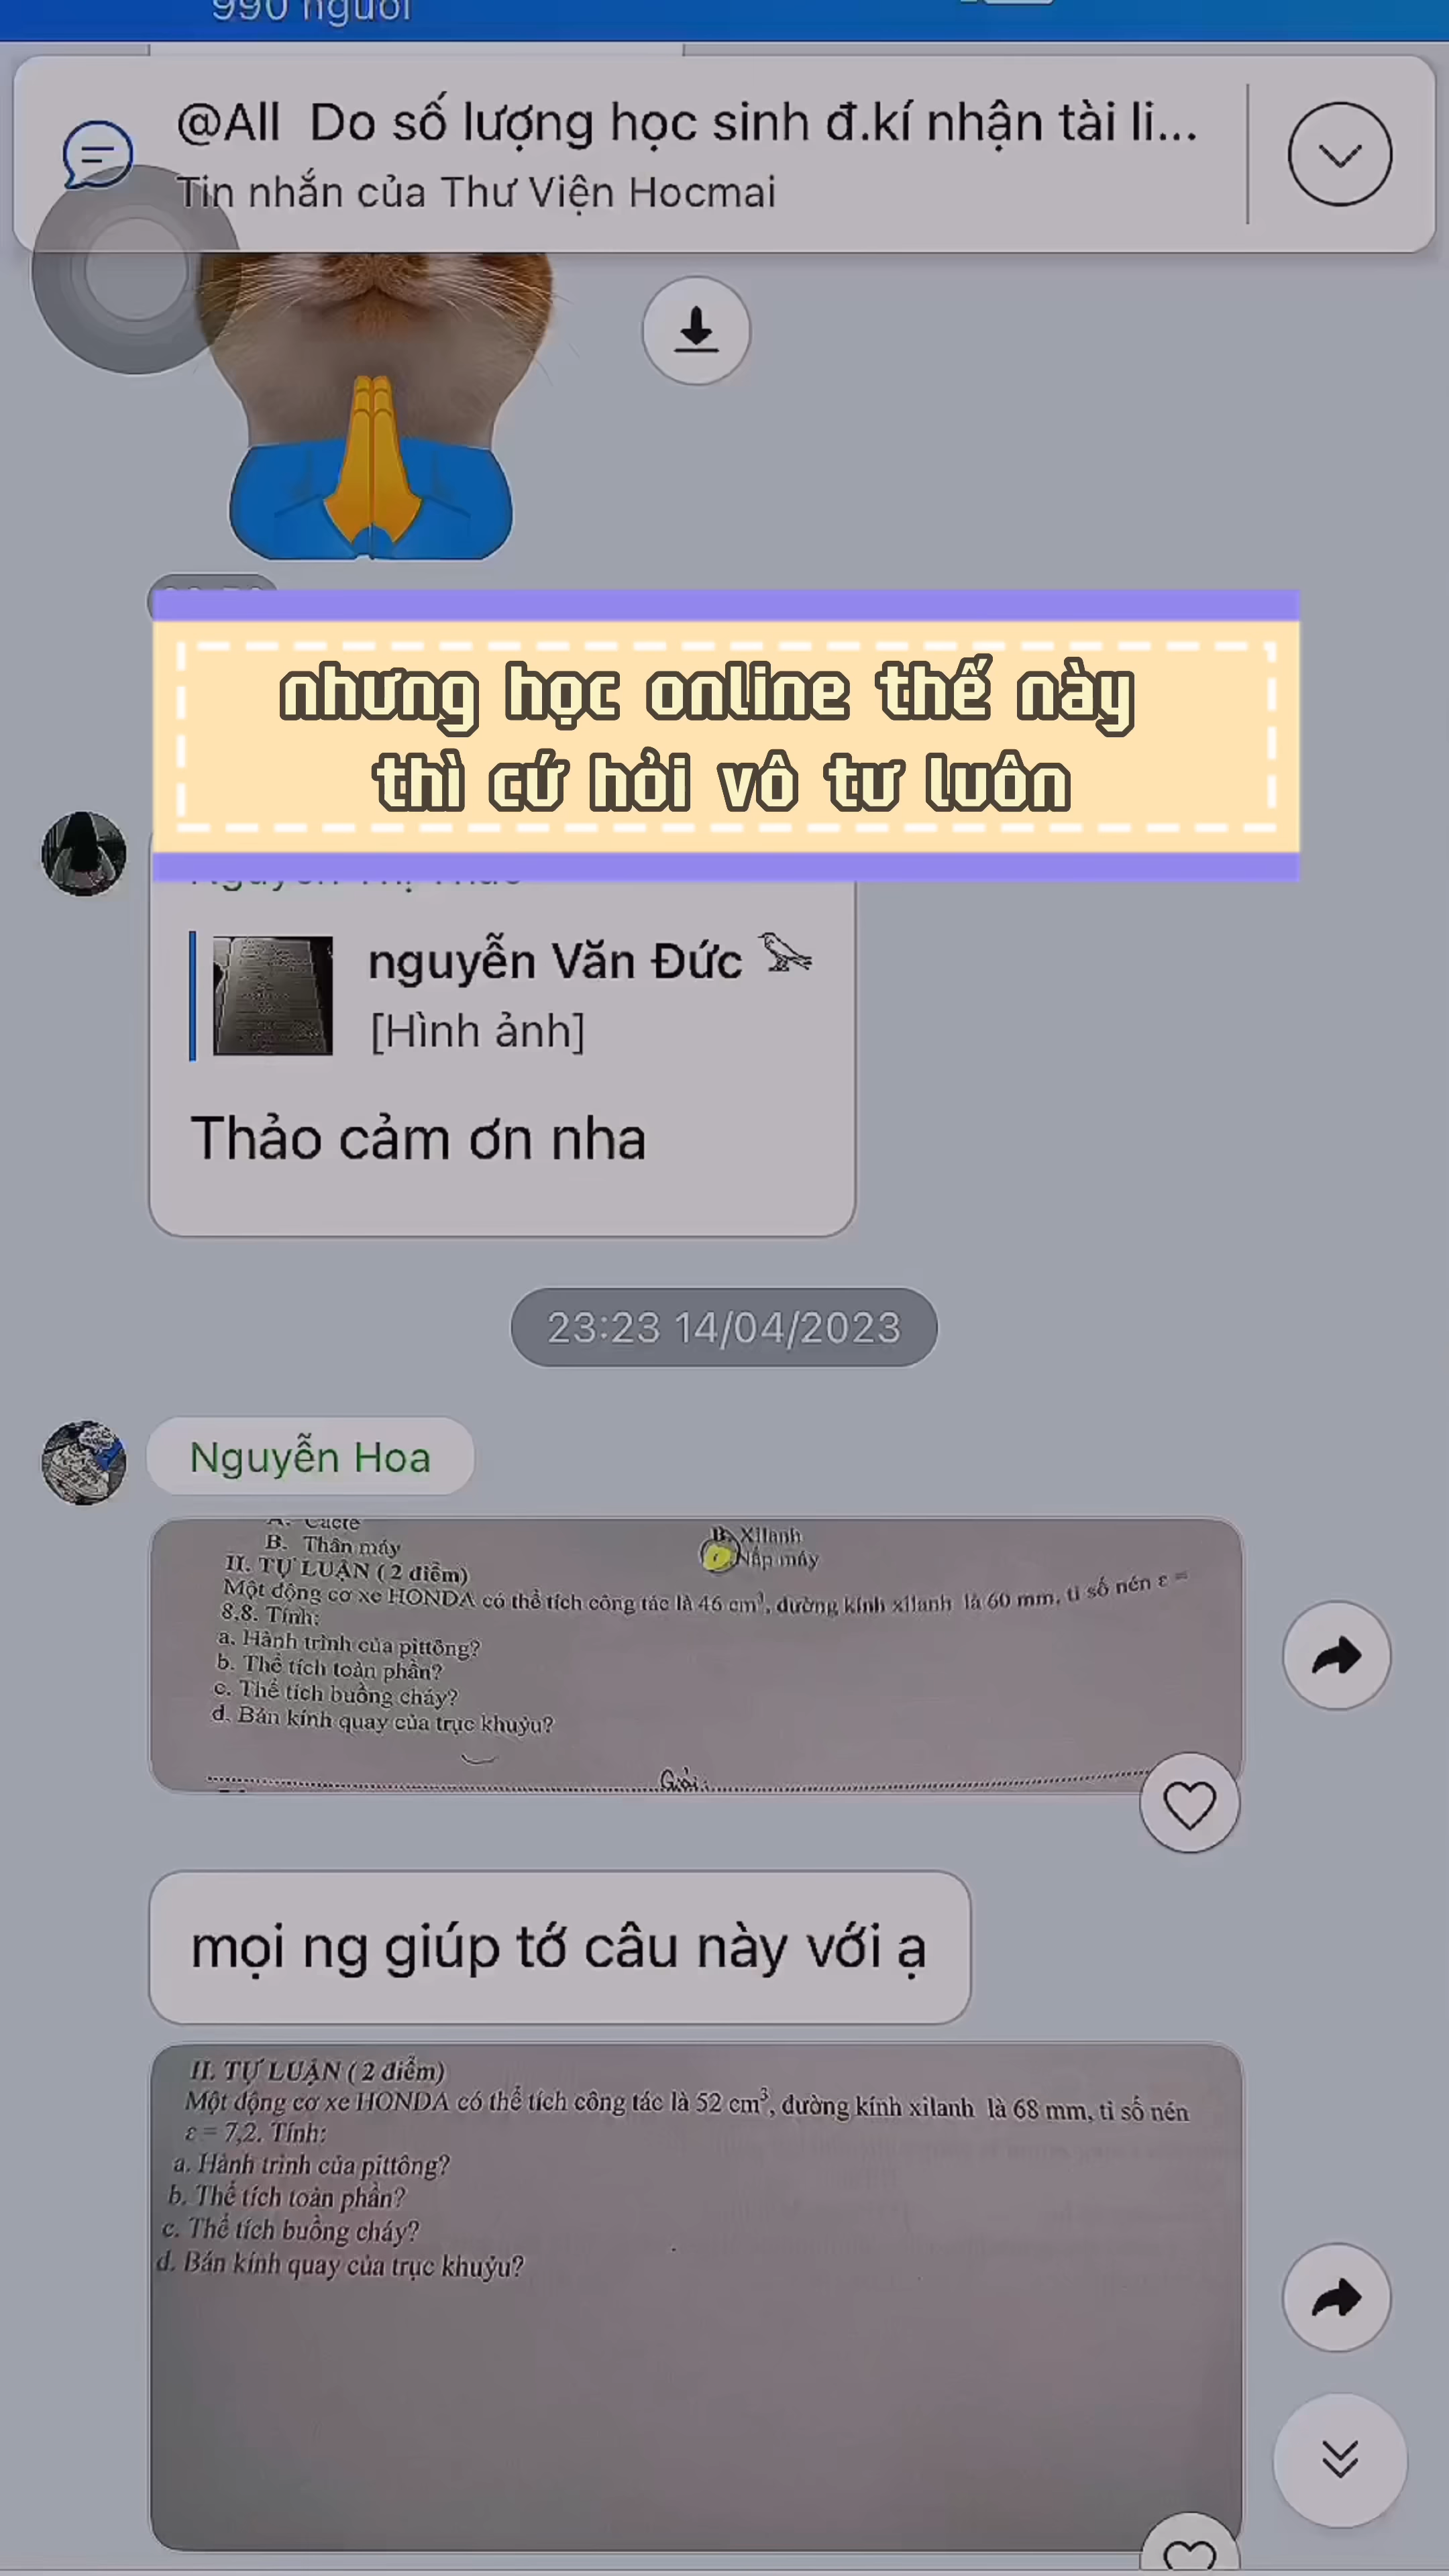 990 người
@All Do số lượng học sinh đ.kí nhận tài li...
Tin nhắn của Thư Viện Hocmai
nhưng học online thế này
thì cứ hỏi vô tư luôn
nguyễn Văn Đức
[Hình ảnh]
Thảo cảm ơn nha
23:23 14/04/2023
Nguyễn Hoa
A. Cacte
B. Xilanh
B. Thân máy
Nắp máy
II. TỰ LUẬN ( 2 điểm)
Một động cơ xe HONDA có thể tích công tác là 46 cm³, đường kính xilanh là 60 mm, tỉ số nén ε =
8.8. Tính:
a. Hành trình của pittông?
b. Thể tích toàn phần?
c. Thể tích buồng cháy?
d. Bán kính quay của trục khuỷu?
Giải:
mọi ng giúp tớ câu này với ạ
II. TỰ LUẬN ( 2 điểm)
Một động cơ xe HONDA có thể tích công tác là 52 cm³, đường kính xilanh là 68 mm, tỉ số nén
ε = 7,2. Tính:
a. Hành trình của pittông?
b. Thể tích toàn phần?
c. Thể tích buồng cháy?
d. Bán kính quay của trục khuỷu?